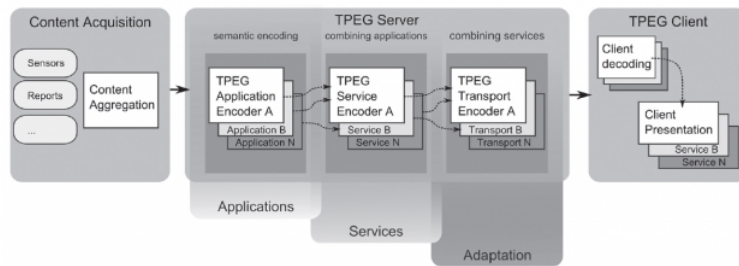 Content Acquisition
Sensors
Reports
...
Content
Aggregation
TPEG Server
semantic encoding
combining applications
combining services
TPEG
Application
Encoder A
Application B
Application N
TPEG
Service
Encoder A
Service B
Service N
TPEG
Transport
Encoder A
Transport B
Transport N
Applications
Services
Adaptation
TPEG Client
Client
decoding
Client
Presentation
Service B
Service N